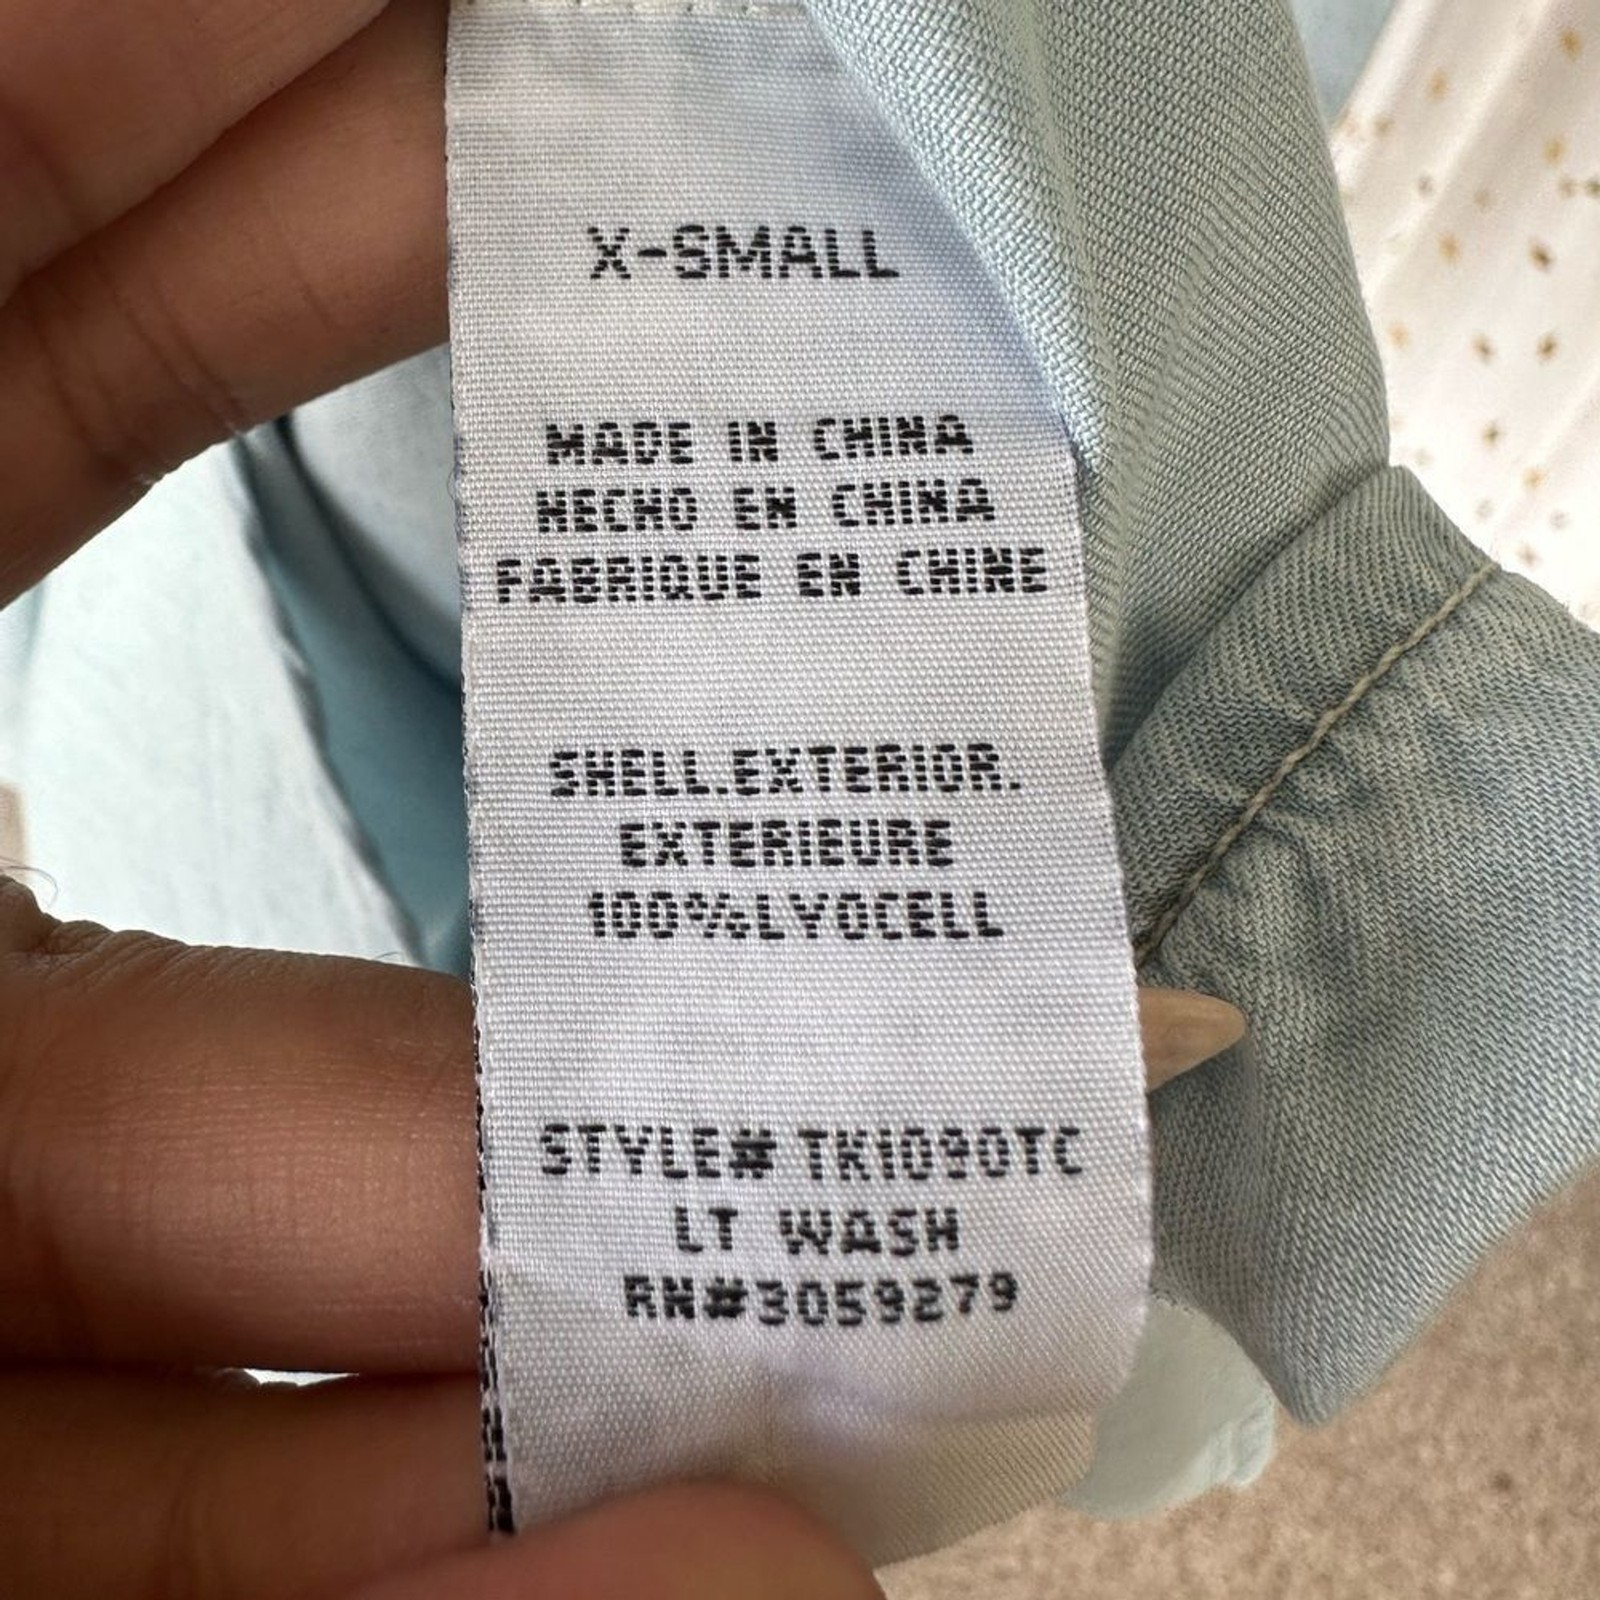 X-SMALL
MADE IN CHINA
HECHO EN CHINA
FABRIQUE EN CHINE
SHELL.EXTERIOR.
EXTERIEURE
100%LYOCELL
STYLE# TK1090TC
LT WASH
RN#3059279